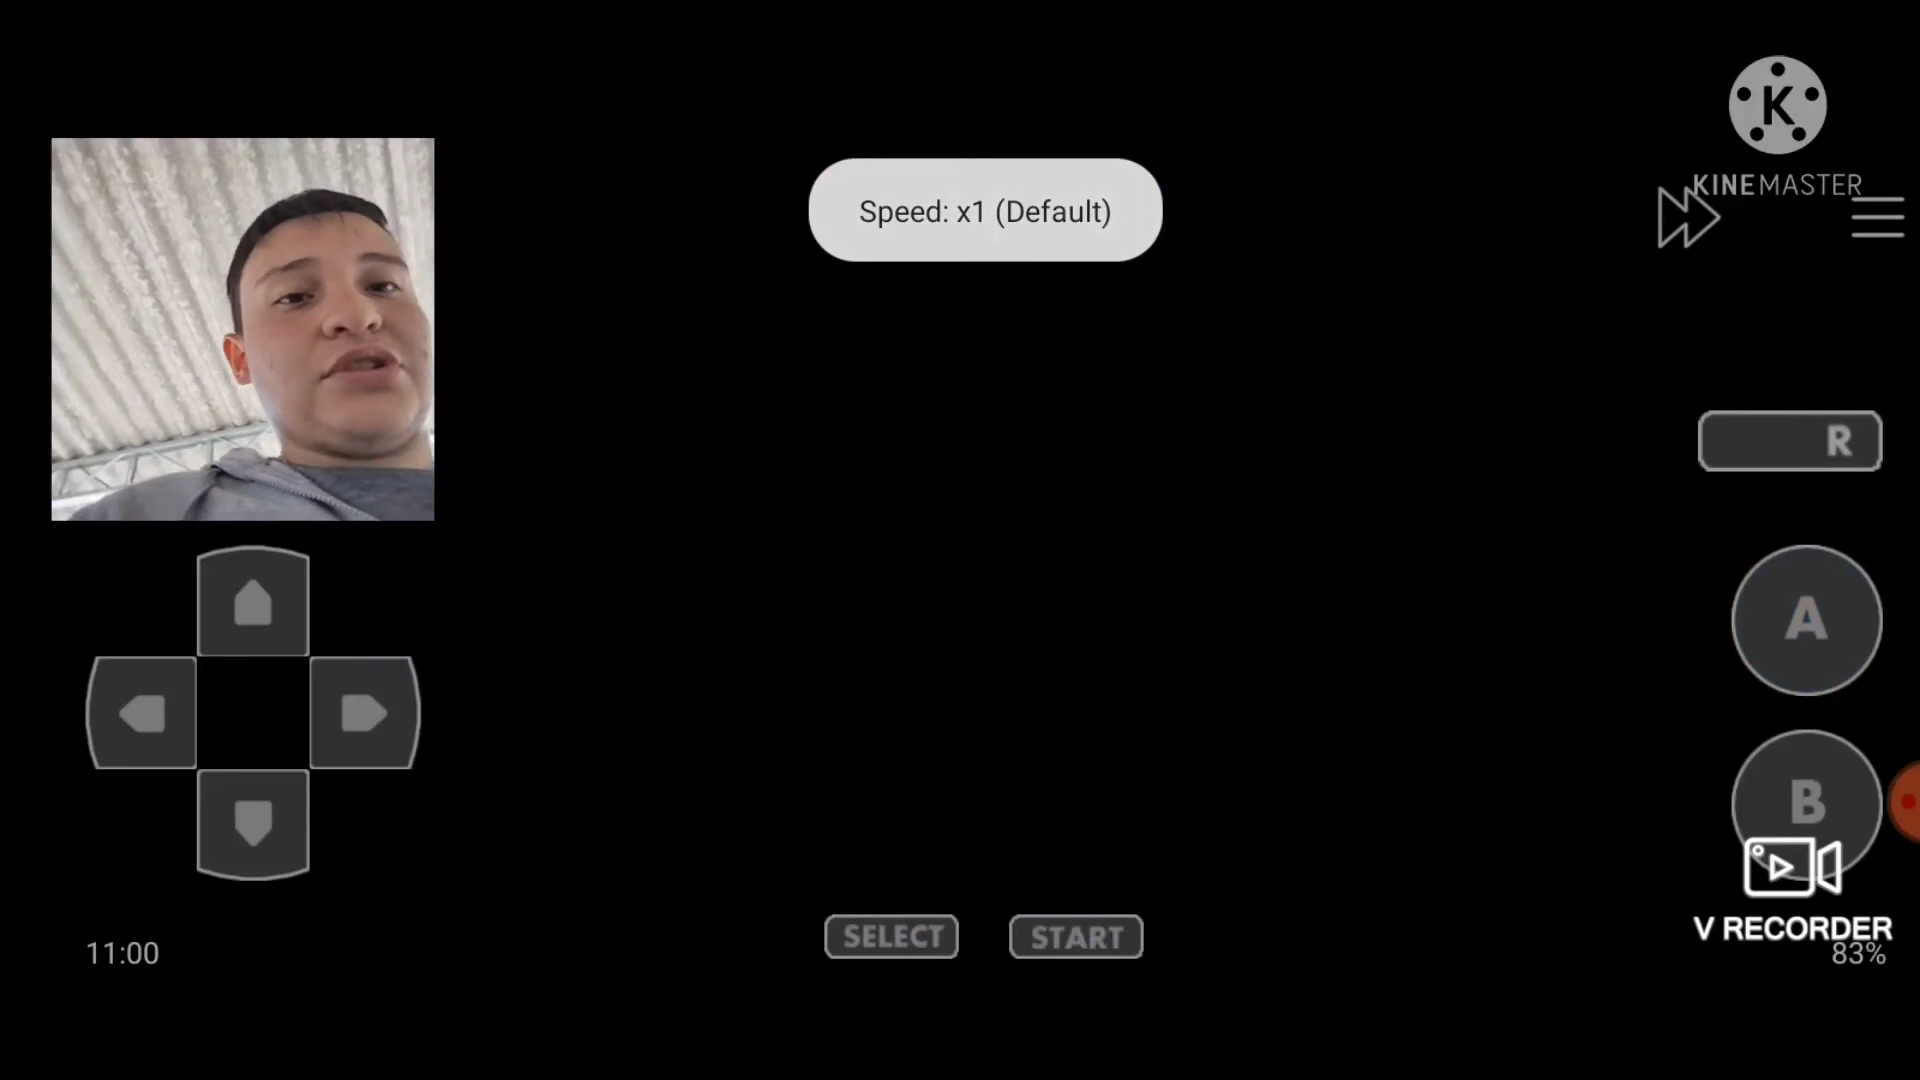 K
KINEMASTER
Speed: x1 (Default)
R
A
B
SELECT
START
V RECORDER
11:00
83%